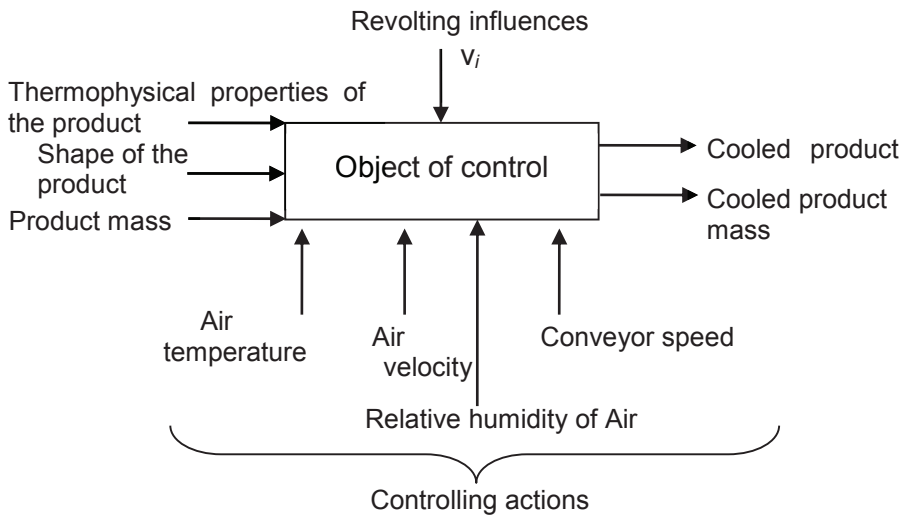 Revolting influences
vᵢ
Thermophysical properties of
the product
Shape of the
product
Product mass
Object of control
Cooled product
Cooled product
mass
Air
temperature
Air
velocity
Conveyor speed
Relative humidity of Air
Controlling actions